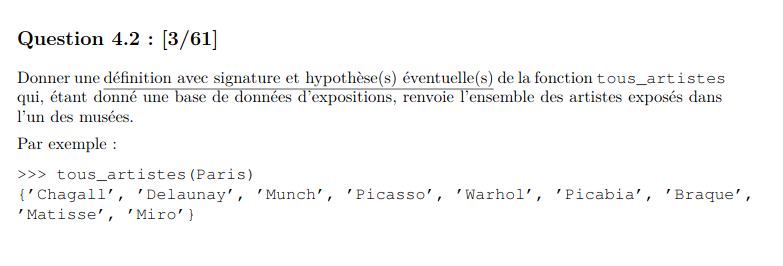 Question 4.2 : [3/61]
Donner une définition avec signature et hypothèse(s) éventuelle(s) de la fonction tous_artistes
qui, étant donné une base de données d'expositions, renvoie l'ensemble des artistes exposés dans
l'un des musées.
Par exemple :
>>> tous_artistes(Paris)
{'Chagall', 'Delaunay', 'Munch', 'Picasso', 'Warhol', 'Picabia', 'Braque',
'Matisse', 'Miro'}